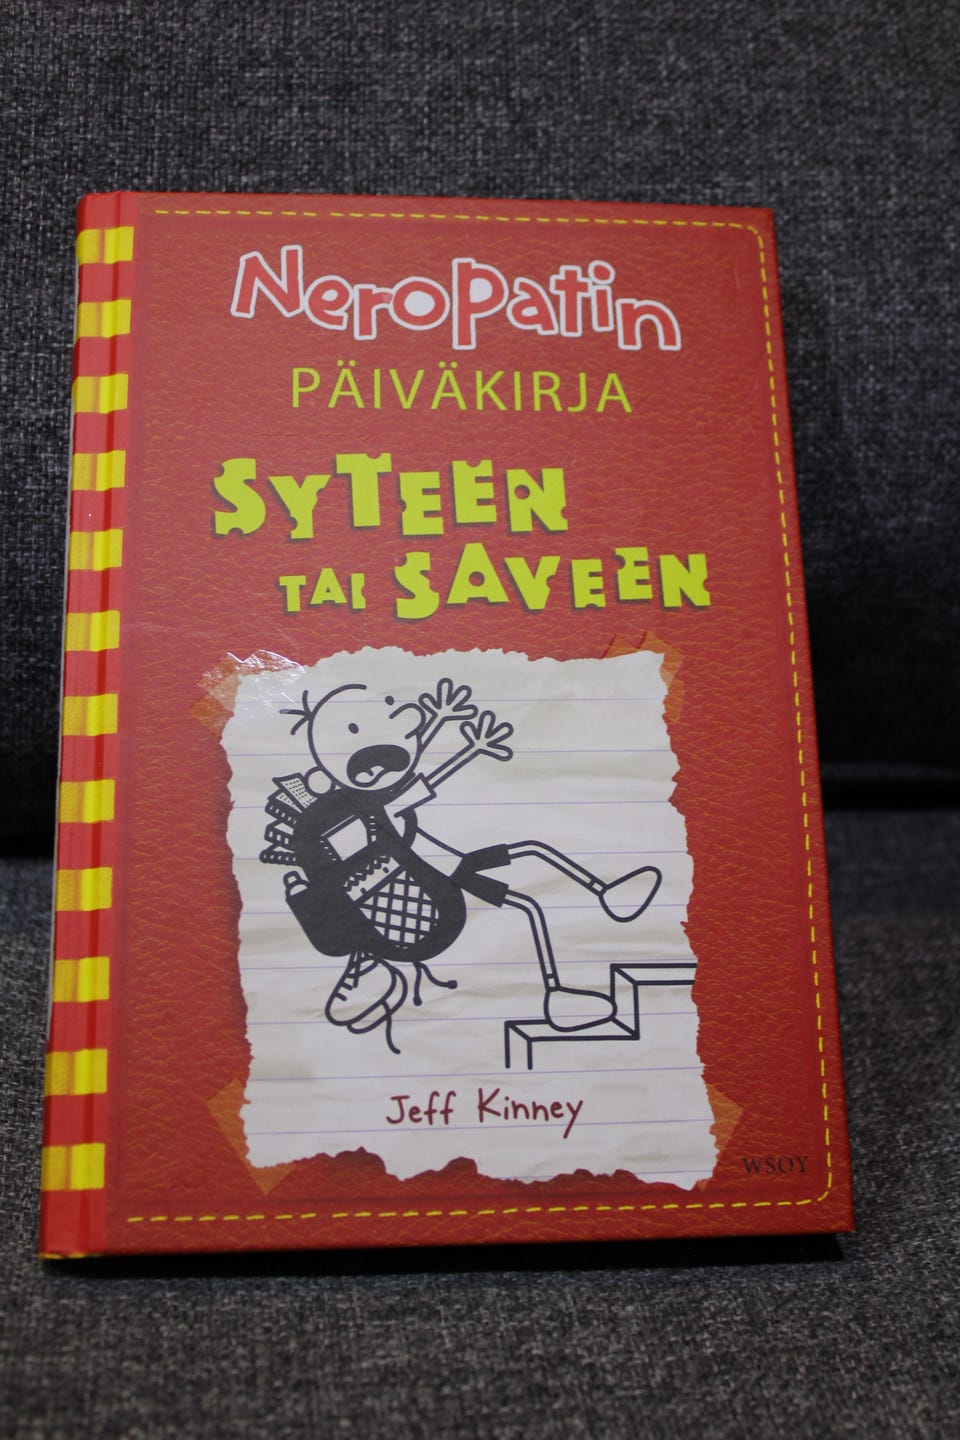 Neropatin
PÄIVÄKIRJA
SYTEEN
TAI SAVEEN
Jeff Kinney
WSOY